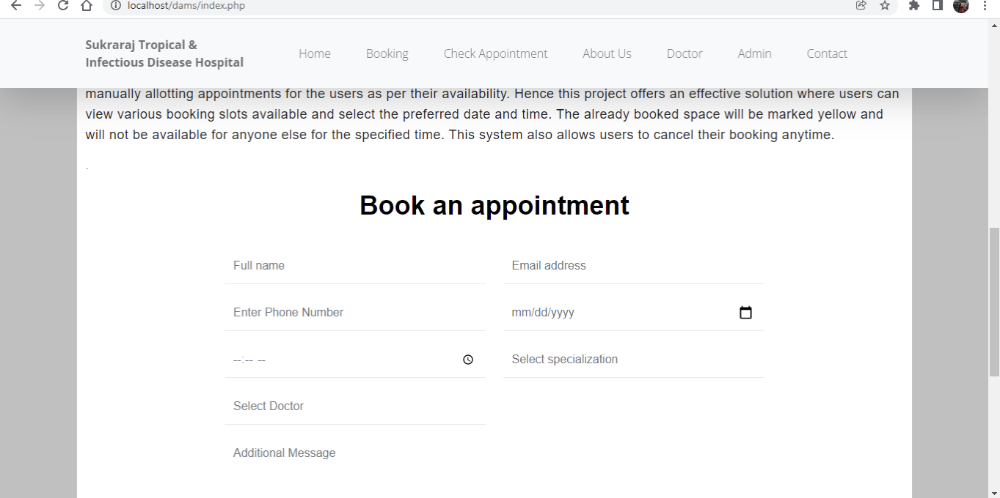 localhost/dams/index.php
Sukraraj Tropical &
Infectious Disease Hospital
Home Booking Check Appointment About Us Doctor Admin Contact
manually allotting appointments for the users as per their availability. Hence this project offers an effective solution where users can
view various booking slots available and select the preferred date and time. The already booked space will be marked yellow and
will not be available for anyone else for the specified time. This system also allows users to cancel their booking anytime.
.
Book an appointment
Full name Email address
Enter Phone Number mm/dd/yyyy
--:-- -- Select specialization
Select Doctor
Additional Message